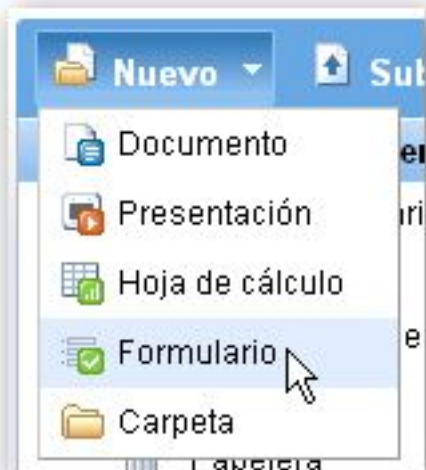 Nuevo
Documento
Presentación
Hoja de cálculo
Formulario
Carpeta